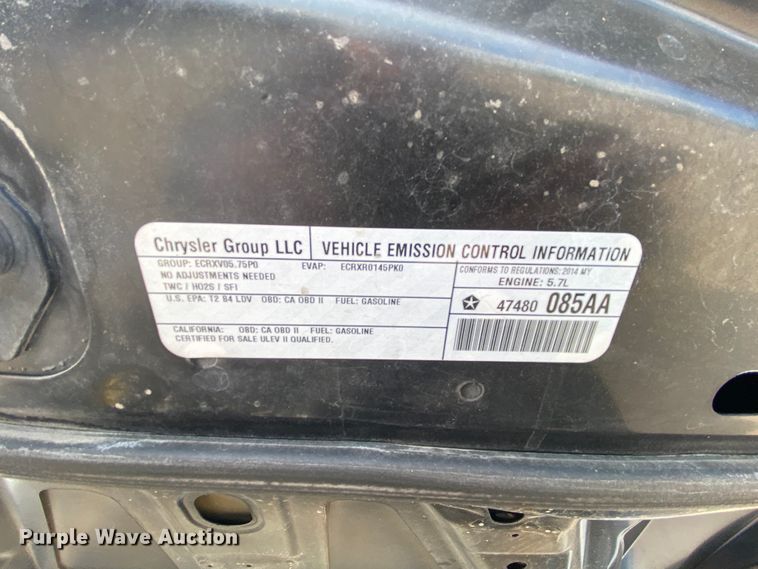 Chrysler Group LLC VEHICLE EMISSION CONTROL INFORMATION
GROUP: ECRXV05.75P0 EVAP: ECRXR0145PK0
NO ADJUSTMENTS NEEDED
TWC / HO2S / SFI
CONFORMS TO REGULATIONS: 2014 MY
ENGINE: 5.7L
U.S. EPA: T2 B4 LDV OBD: CA OBD II FUEL: GASOLINE
47480 085AA
CALIFORNIA: OBD: CA OBD II FUEL: GASOLINE
CERTIFIED FOR SALE ULEV II QUALIFIED.
Purple Wave Auction